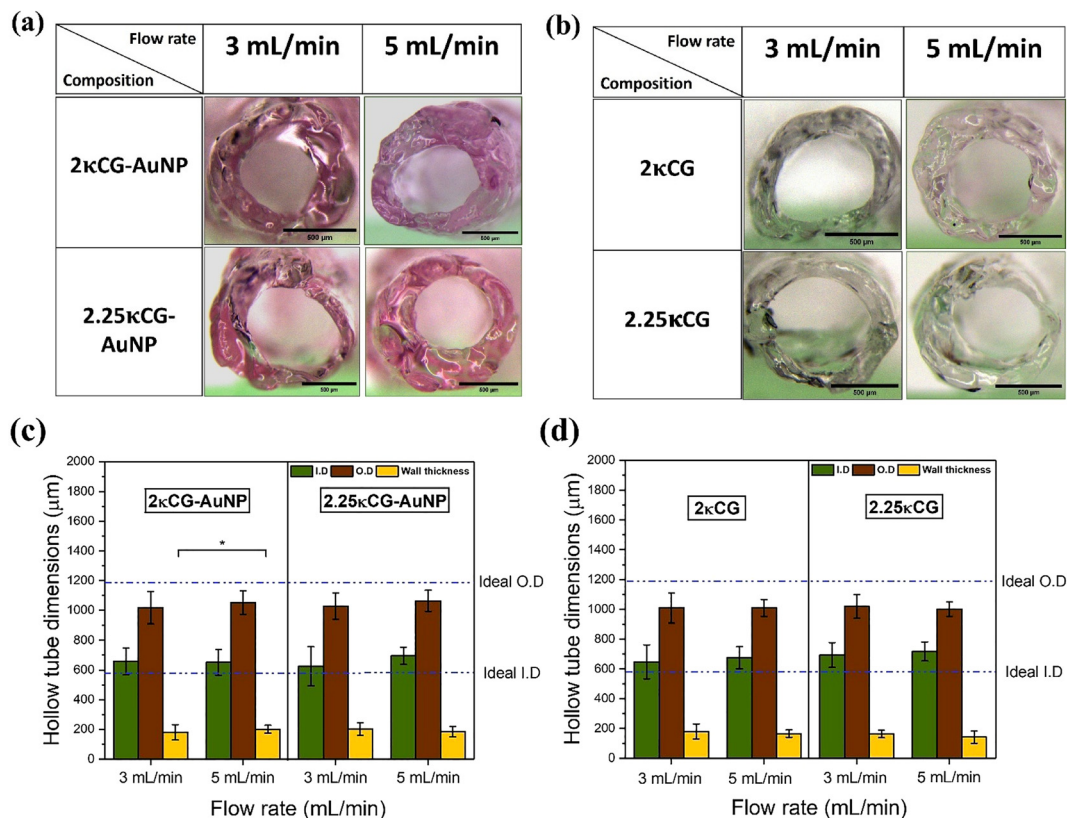 (a)
Flow rate
Composition
3 mL/min
5 mL/min
2κCG-AuNP
500 µm
500 µm
2.25κCG-
AuNP
500 µm
500 µm
(b)
Flow rate
Composition
3 mL/min
5 mL/min
2κCG
500 µm
500 µm
2.25κCG
500 µm
500 µm
(c)
Hollow tube dimensions (µm)
2000
1800
1600
1400
1200
1000
800
600
400
200
0
I.D O.D Wall thickness
2κCG-AuNP
2.25κCG-AuNP
*
Ideal O.D
Ideal I.D
3 mL/min 5 mL/min 3 mL/min 5 mL/min
Flow rate (mL/min)
(d)
Hollow tube dimensions (µm)
2000
1800
1600
1400
1200
1000
800
600
400
200
0
I.D O.D Wall thickness
2κCG
2.25κCG
Ideal O.D
Ideal I.D
3 mL/min 5 mL/min 3 mL/min 5 mL/min
Flow rate (mL/min)